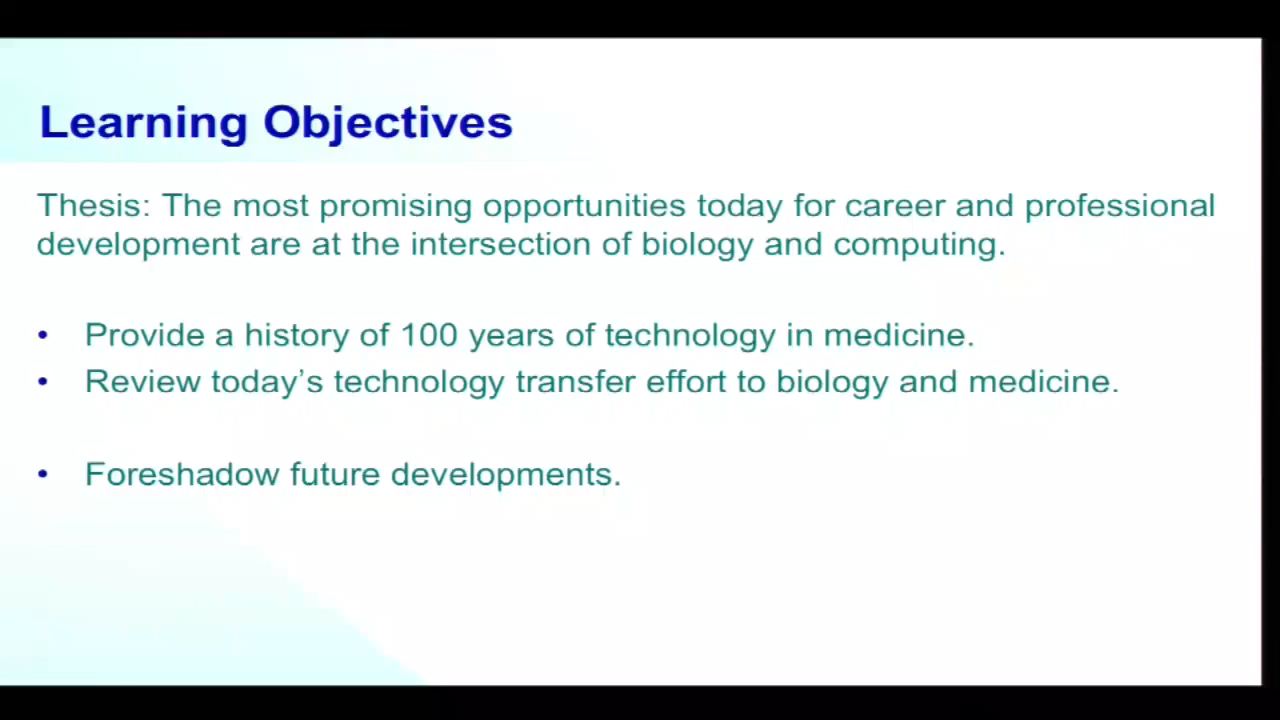 Learning Objectives
Thesis: The most promising opportunities today for career and professional
development are at the intersection of biology and computing.
• Provide a history of 100 years of technology in medicine.
• Review today’s technology transfer effort to biology and medicine.
• Foreshadow future developments.